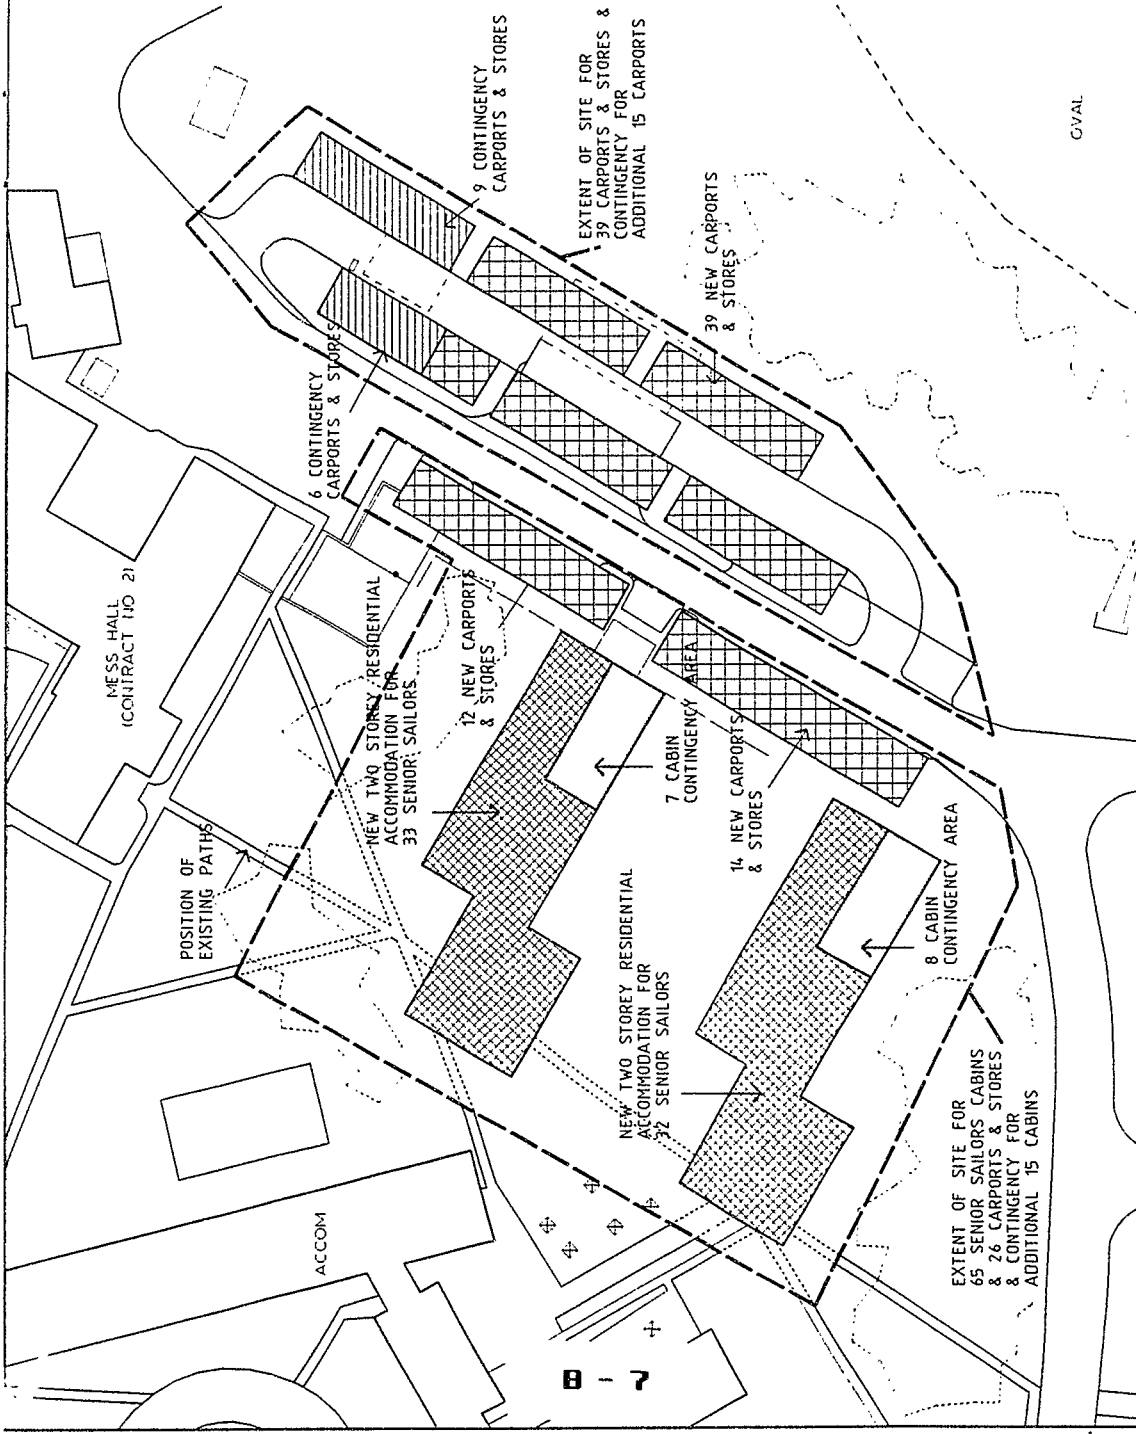 9 CONTINGENCY
CARPORTS & STORES
EXTENT OF SITE FOR
39 CARPORTS & STORES &
CONTINGENCY FOR
ADDITIONAL 15 CARPORTS
OVAL
39 NEW CARPORTS
& STORES
6 CONTINGENCY
CARPORTS & STORES
MESS HALL
(CONTRACT NO 2)
NEW TWO STOREY RESIDENTIAL
ACCOMMODATION FOR
33 SENIOR SAILORS
12 NEW CARPORTS
& STORES
7 CABIN
CONTINGENCY AREA
14 NEW CARPORTS
& STORES
POSITION OF
EXISTING PATHS
NEW TWO STOREY RESIDENTIAL
ACCOMMODATION FOR
32 SENIOR SAILORS
8 CABIN
CONTINGENCY AREA
EXTENT OF SITE FOR
65 SENIOR SAILORS CABINS
& 26 CARPORTS & STORES
& CONTINGENCY FOR
ADDITIONAL 15 CABINS
ACCOM
B - 7